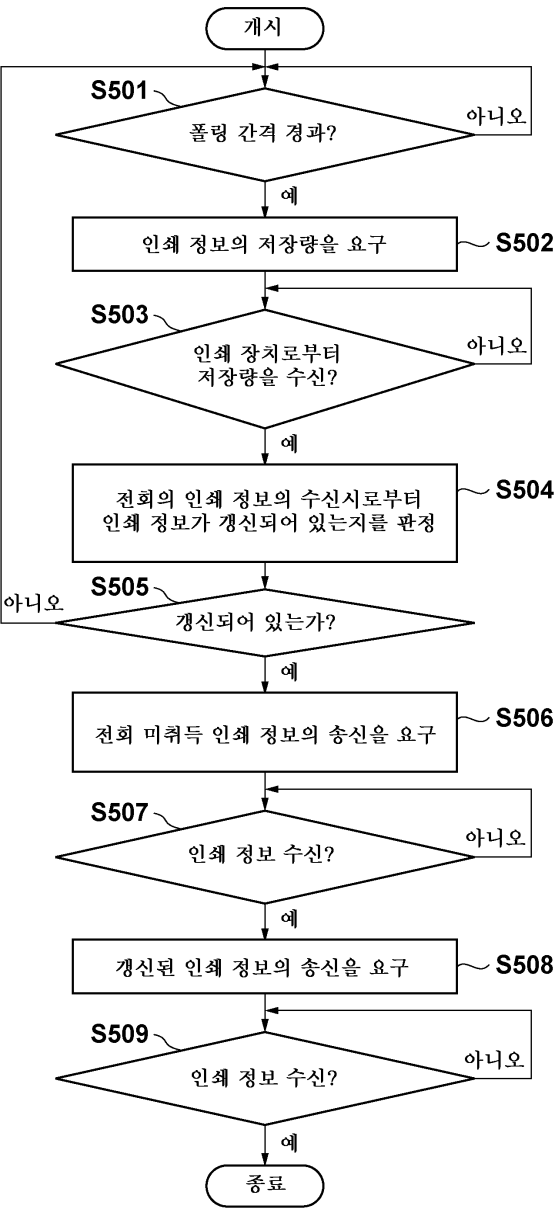 개시
S501
폴링 간격 경과?
아니오
예
인쇄 정보의 저장량을 요구
S502
S503
인쇄 장치로부터
저장량을 수신?
아니오
예
전회의 인쇄 정보의 수신시로부터
인쇄 정보가 갱신되어 있는지를 판정
S504
S505
아니오
갱신되어 있는가?
예
전회 미취득 인쇄 정보의 송신을 요구
S506
S507
인쇄 정보 수신?
아니오
예
갱신된 인쇄 정보의 송신을 요구
S508
S509
인쇄 정보 수신?
아니오
예
종료